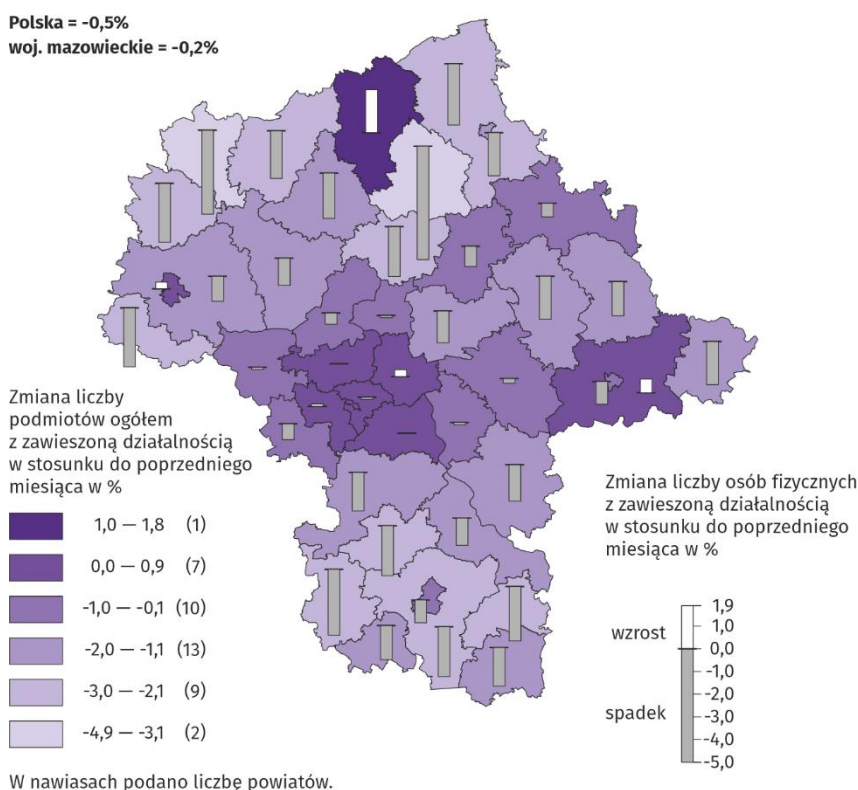 Polska = -0,5%
woj. mazowieckie = -0,2%
Zmiana liczby
podmiotów ogółem
z zawieszoną działalnością
w stosunku do poprzedniego
miesiąca w %
1,0 — 1,8 (1)
0,0 — 0,9 (7)
-1,0 — -0,1 (10)
-2,0 — -1,1 (13)
-3,0 — -2,1 (9)
-4,9 — -3,1 (2)
W nawiasach podano liczbę powiatów.
Zmiana liczby osób fizycznych
z zawieszoną działalnością
w stosunku do poprzedniego
miesiąca w %
wzrost
spadek
1,9
1,0
0,0
-1,0
-2,0
-3,0
-4,0
-5,0